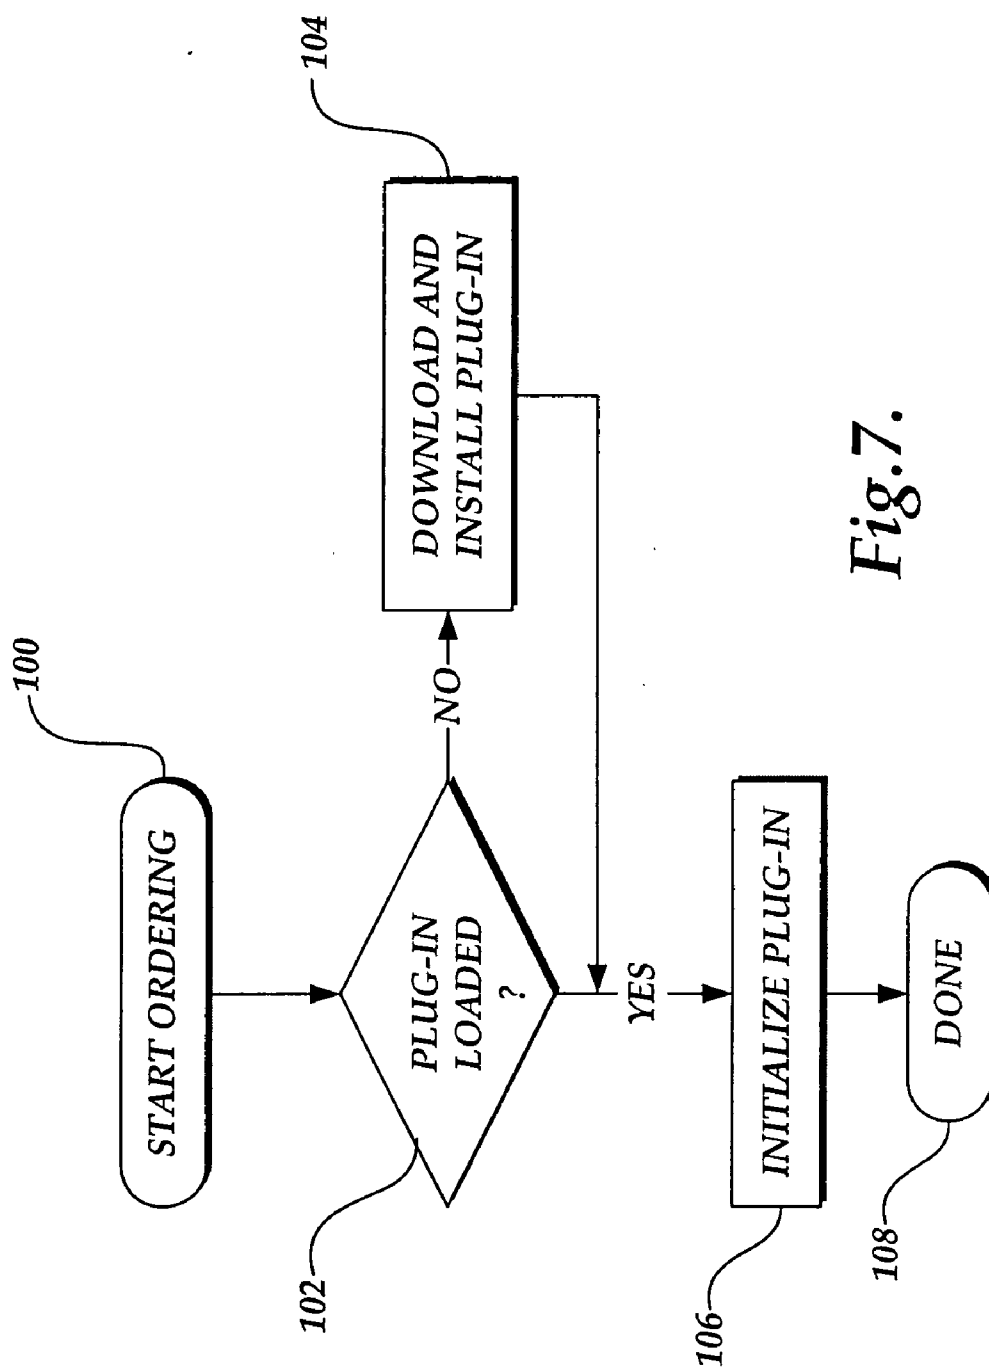 100
START ORDERING
102
PLUG-IN
LOADED
?
NO
104
DOWNLOAD AND
INSTALL PLUG-IN
YES
106
INITIALIZE PLUG-IN
108
DONE
Fig.7.